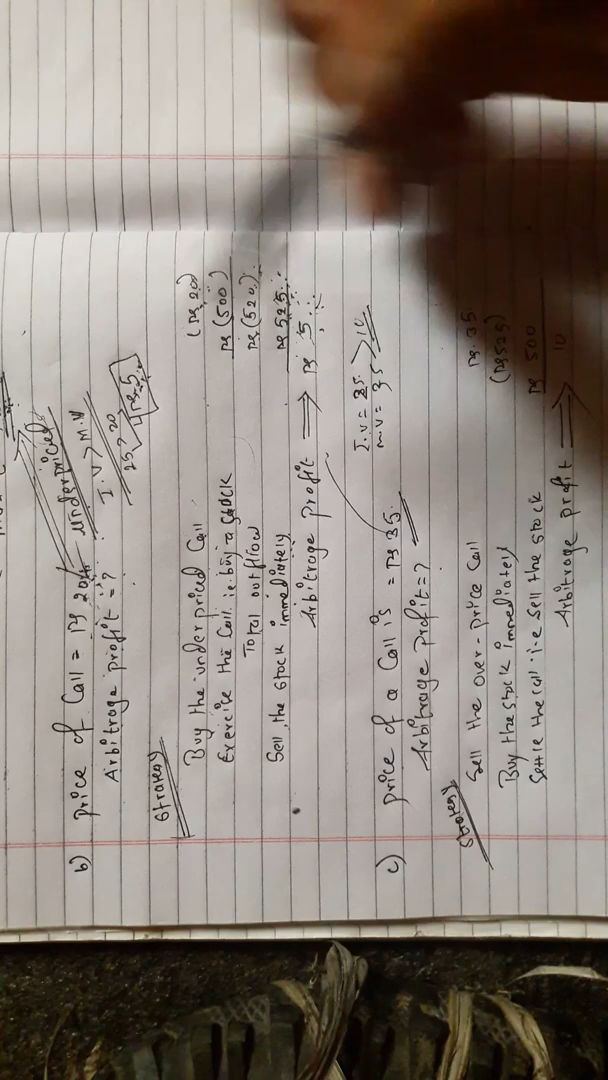 b) price of Call = Rs 20 → Underpriced
Arbitrage profit = ?
I.V > M.V
25 > 20
Rs. 5
Strategy
Buy the underpriced Call (Rs, 20)
Exercise the Call. i.e. buy a stock Rs (500)
Total outflow Rs (520)
Sell, the stock immediately Rs 525
Arbitrage profit ⇒ Rs 5
c) price of a Call is = Rs 35.
Arbitrage profit = ?
I.V = 25
M.V = 35 > 10
Strategy
Sell the over-price Call Rs. 35
Buy the stock immediately (Rs 525)
Settle the call i.e sell the stock Rs 500
Arbitrage profit ⇒ 10